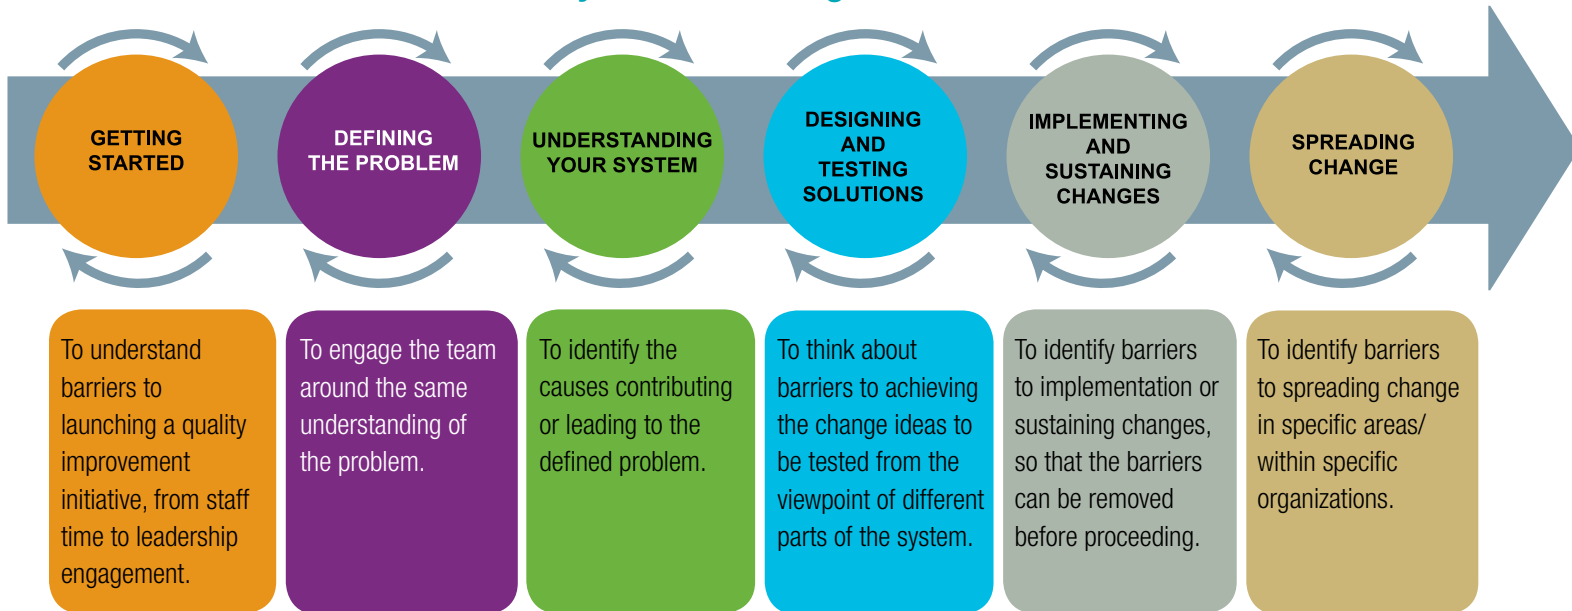 GETTING
STARTED
DEFINING
THE PROBLEM
UNDERSTANDING
YOUR SYSTEM
DESIGNING
AND
TESTING
SOLUTIONS
IMPLEMENTING
AND
SUSTAINING
CHANGES
SPREADING
CHANGE
To understand
barriers to
launching a quality
improvement
initiative, from staff
time to leadership
engagement.
To engage the team
around the same
understanding of
the problem.
To identify the
causes contributing
or leading to the
defined problem.
To think about
barriers to achieving
the change ideas to
be tested from the
viewpoint of different
parts of the system.
To identify barriers
to implementation or
sustaining changes,
so that the barriers
can be removed
before proceeding.
To identify barriers
to spreading change
in specific areas/
within specific
organizations.